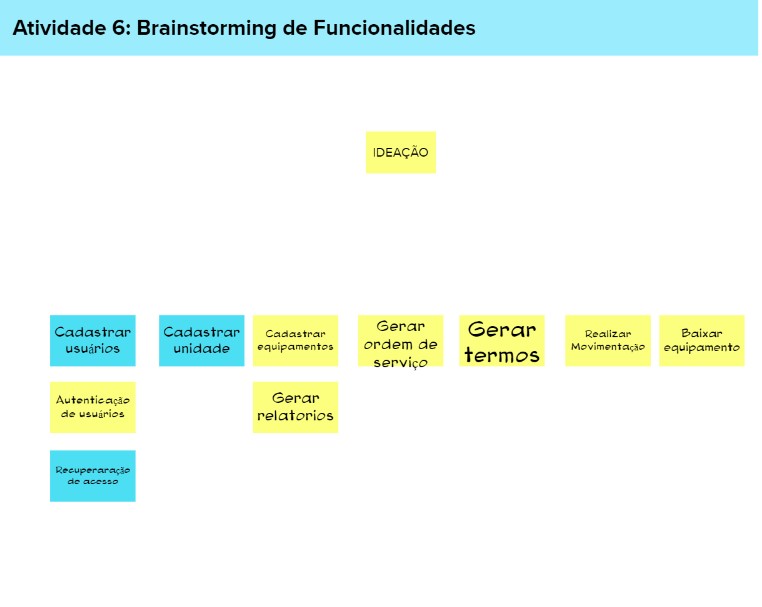 Atividade 6: Brainstorming de Funcionalidades
IDEAÇÃO
Cadastrar
usuários
Cadastrar
unidade
Cadastrar
equipamentos
Gerar
ordem de
serviço
Gerar
termos
Realizar
Movimentação
Baixar
equipamento
Autenticação
de usuários
Gerar
relatorios
Recuperaração
de acesso